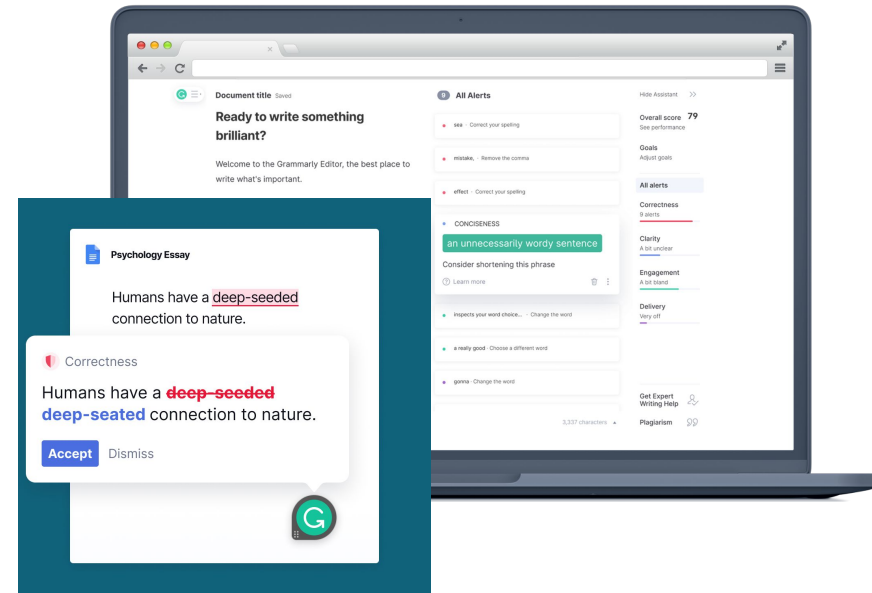 Document title Saved
Ready to write something
brilliant?
Welcome to the Grammarly Editor, the best place to
write what's important.
9 All Alerts
sea · Correct your spelling
mistake, · Remove the comma
effect · Correct your spelling
CONCISENESS
an unnecessarily wordy sentence
Consider shortening this phrase
Learn more
inspects your word choice... · Change the word
a really good · Choose a different word
gonna · Change the word
3,337 characters
Hide Assistant
Overall score 79
See performance
Goals
Adjust goals
All alerts
Correctness
9 alerts
Clarity
A bit unclear
Engagement
A bit bland
Delivery
Very off
Get Expert
Writing Help
Plagiarism
Psychology Essay
Humans have a deep-seeded
connection to nature.
Correctness
Humans have a deep-seeded
deep-seated connection to nature.
Accept Dismiss
G